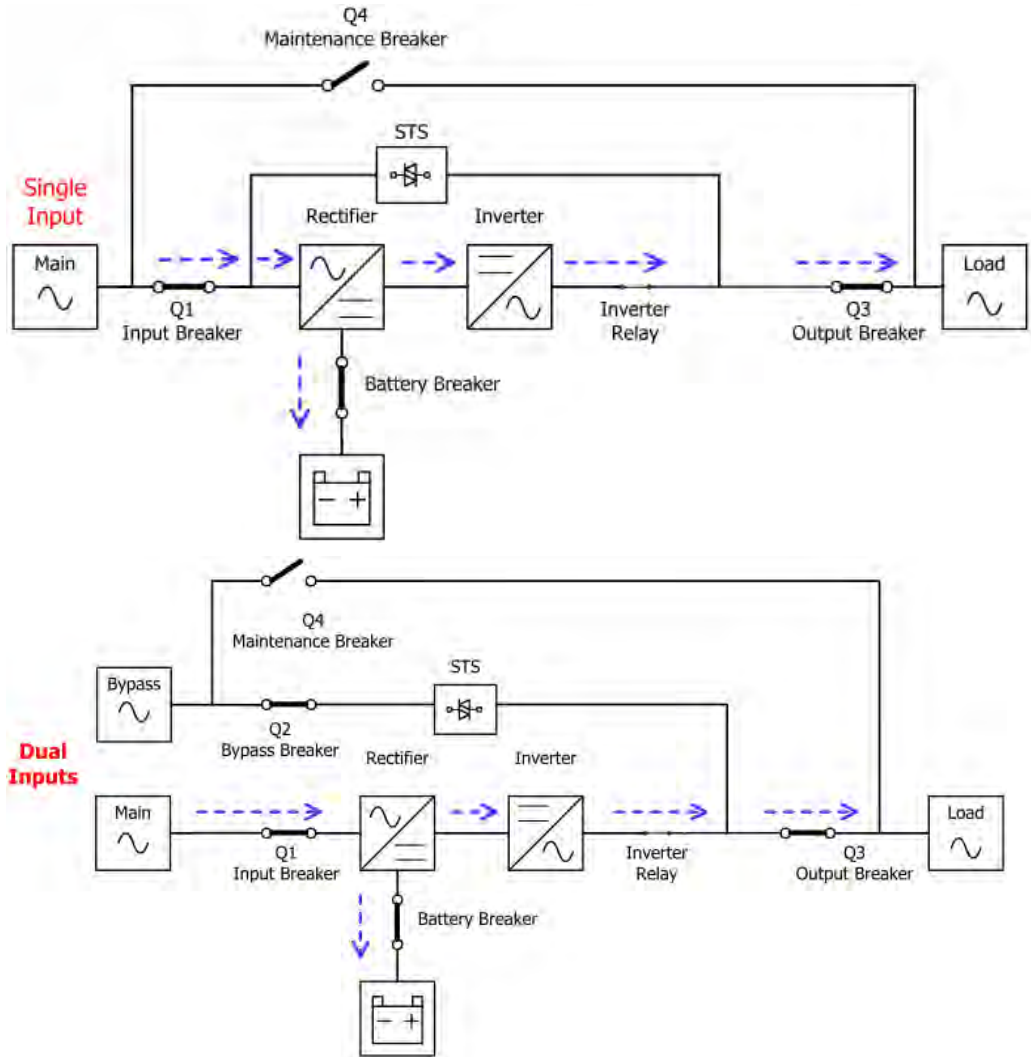 Q4
Maintenance Breaker
STS
Single
Input
Rectifier
Inverter
Main
Load
Q1
Input Breaker
Inverter
Relay
Q3
Output Breaker
Battery Breaker
Q4
Maintenance Breaker
STS
Bypass
Q2
Bypass Breaker
Dual
Inputs
Rectifier
Inverter
Main
Load
Q1
Input Breaker
Inverter
Relay
Q3
Output Breaker
Battery Breaker